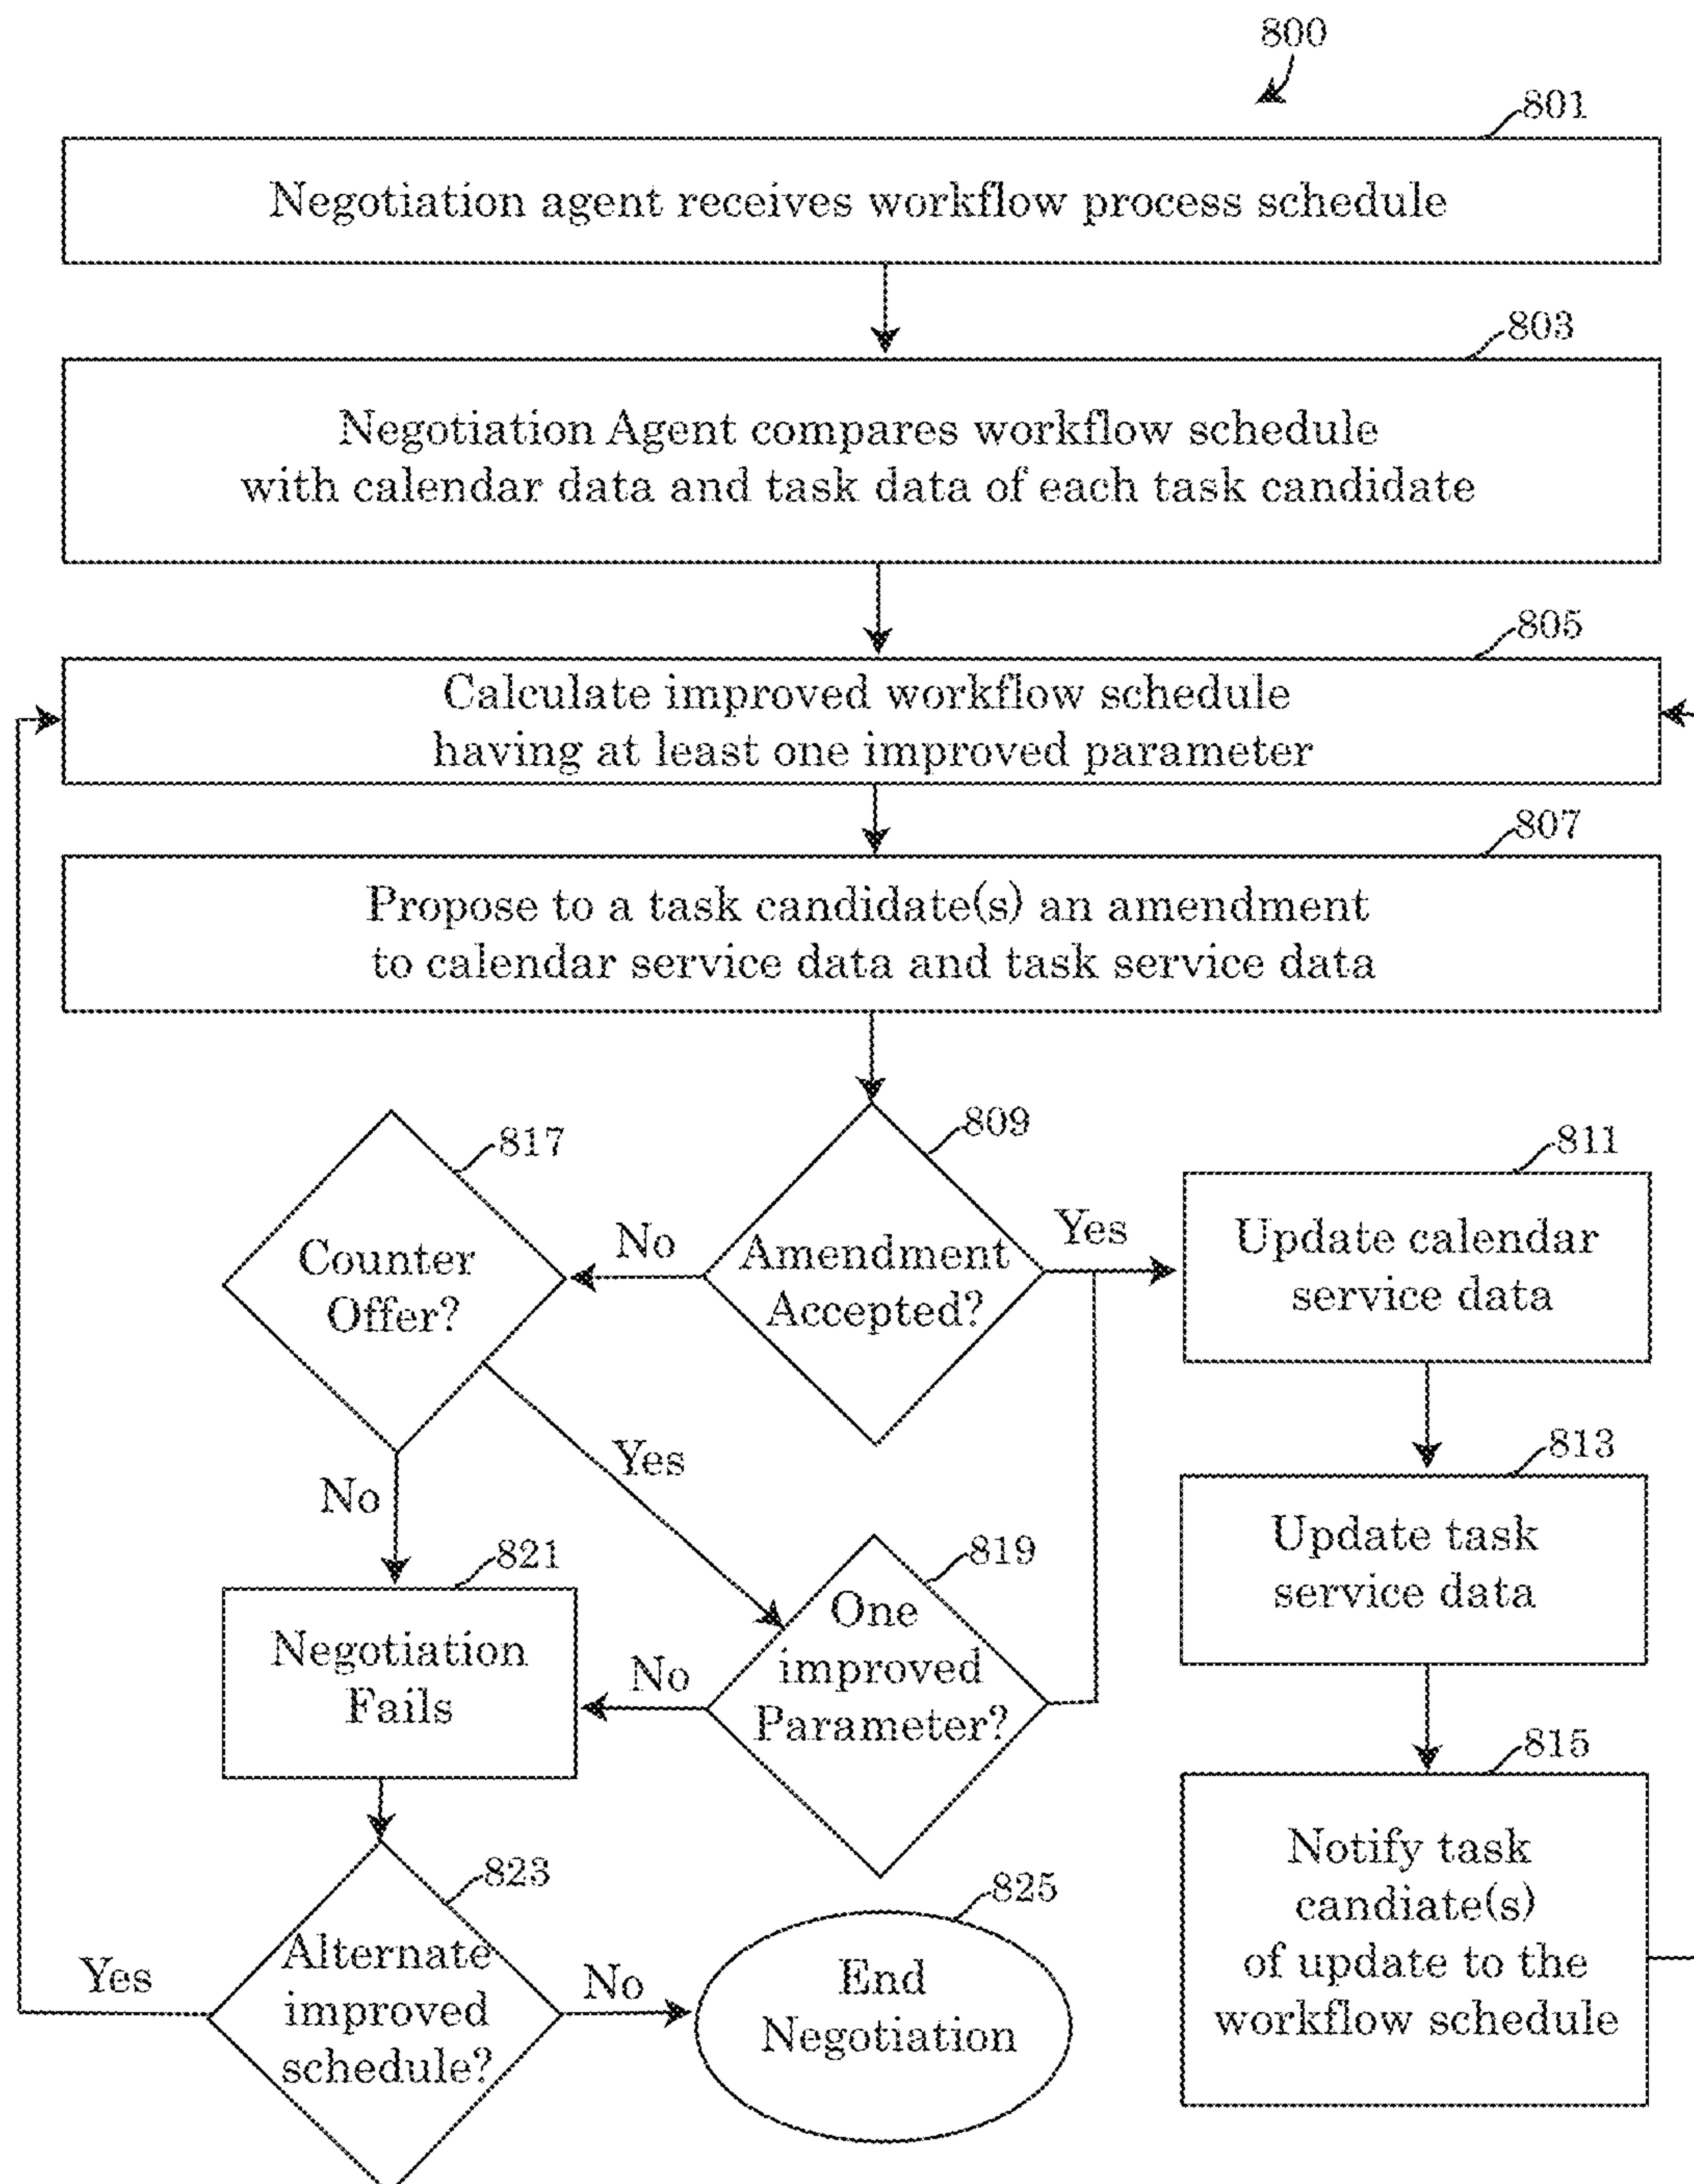 800
801
Negotiation agent receives workflow process schedule
803
Negotiation Agent compares workflow schedule
with calendar data and task data of each task candidate
805
Calculate improved workflow schedule
having at least one improved parameter
807
Propose to a task candidate(s) an amendment
to calendar service data and task service data
809
Amendment
Accepted?
Yes
No
811
Update calendar
service data
813
Update task
service data
815
Notify task
candiate(s)
of update to the
workflow schedule
817
Counter
Offer?
Yes
No
819
One
improved
Parameter?
No
821
Negotiation
Fails
823
Alternate
improved
schedule?
Yes
No
825
End
Negotiation